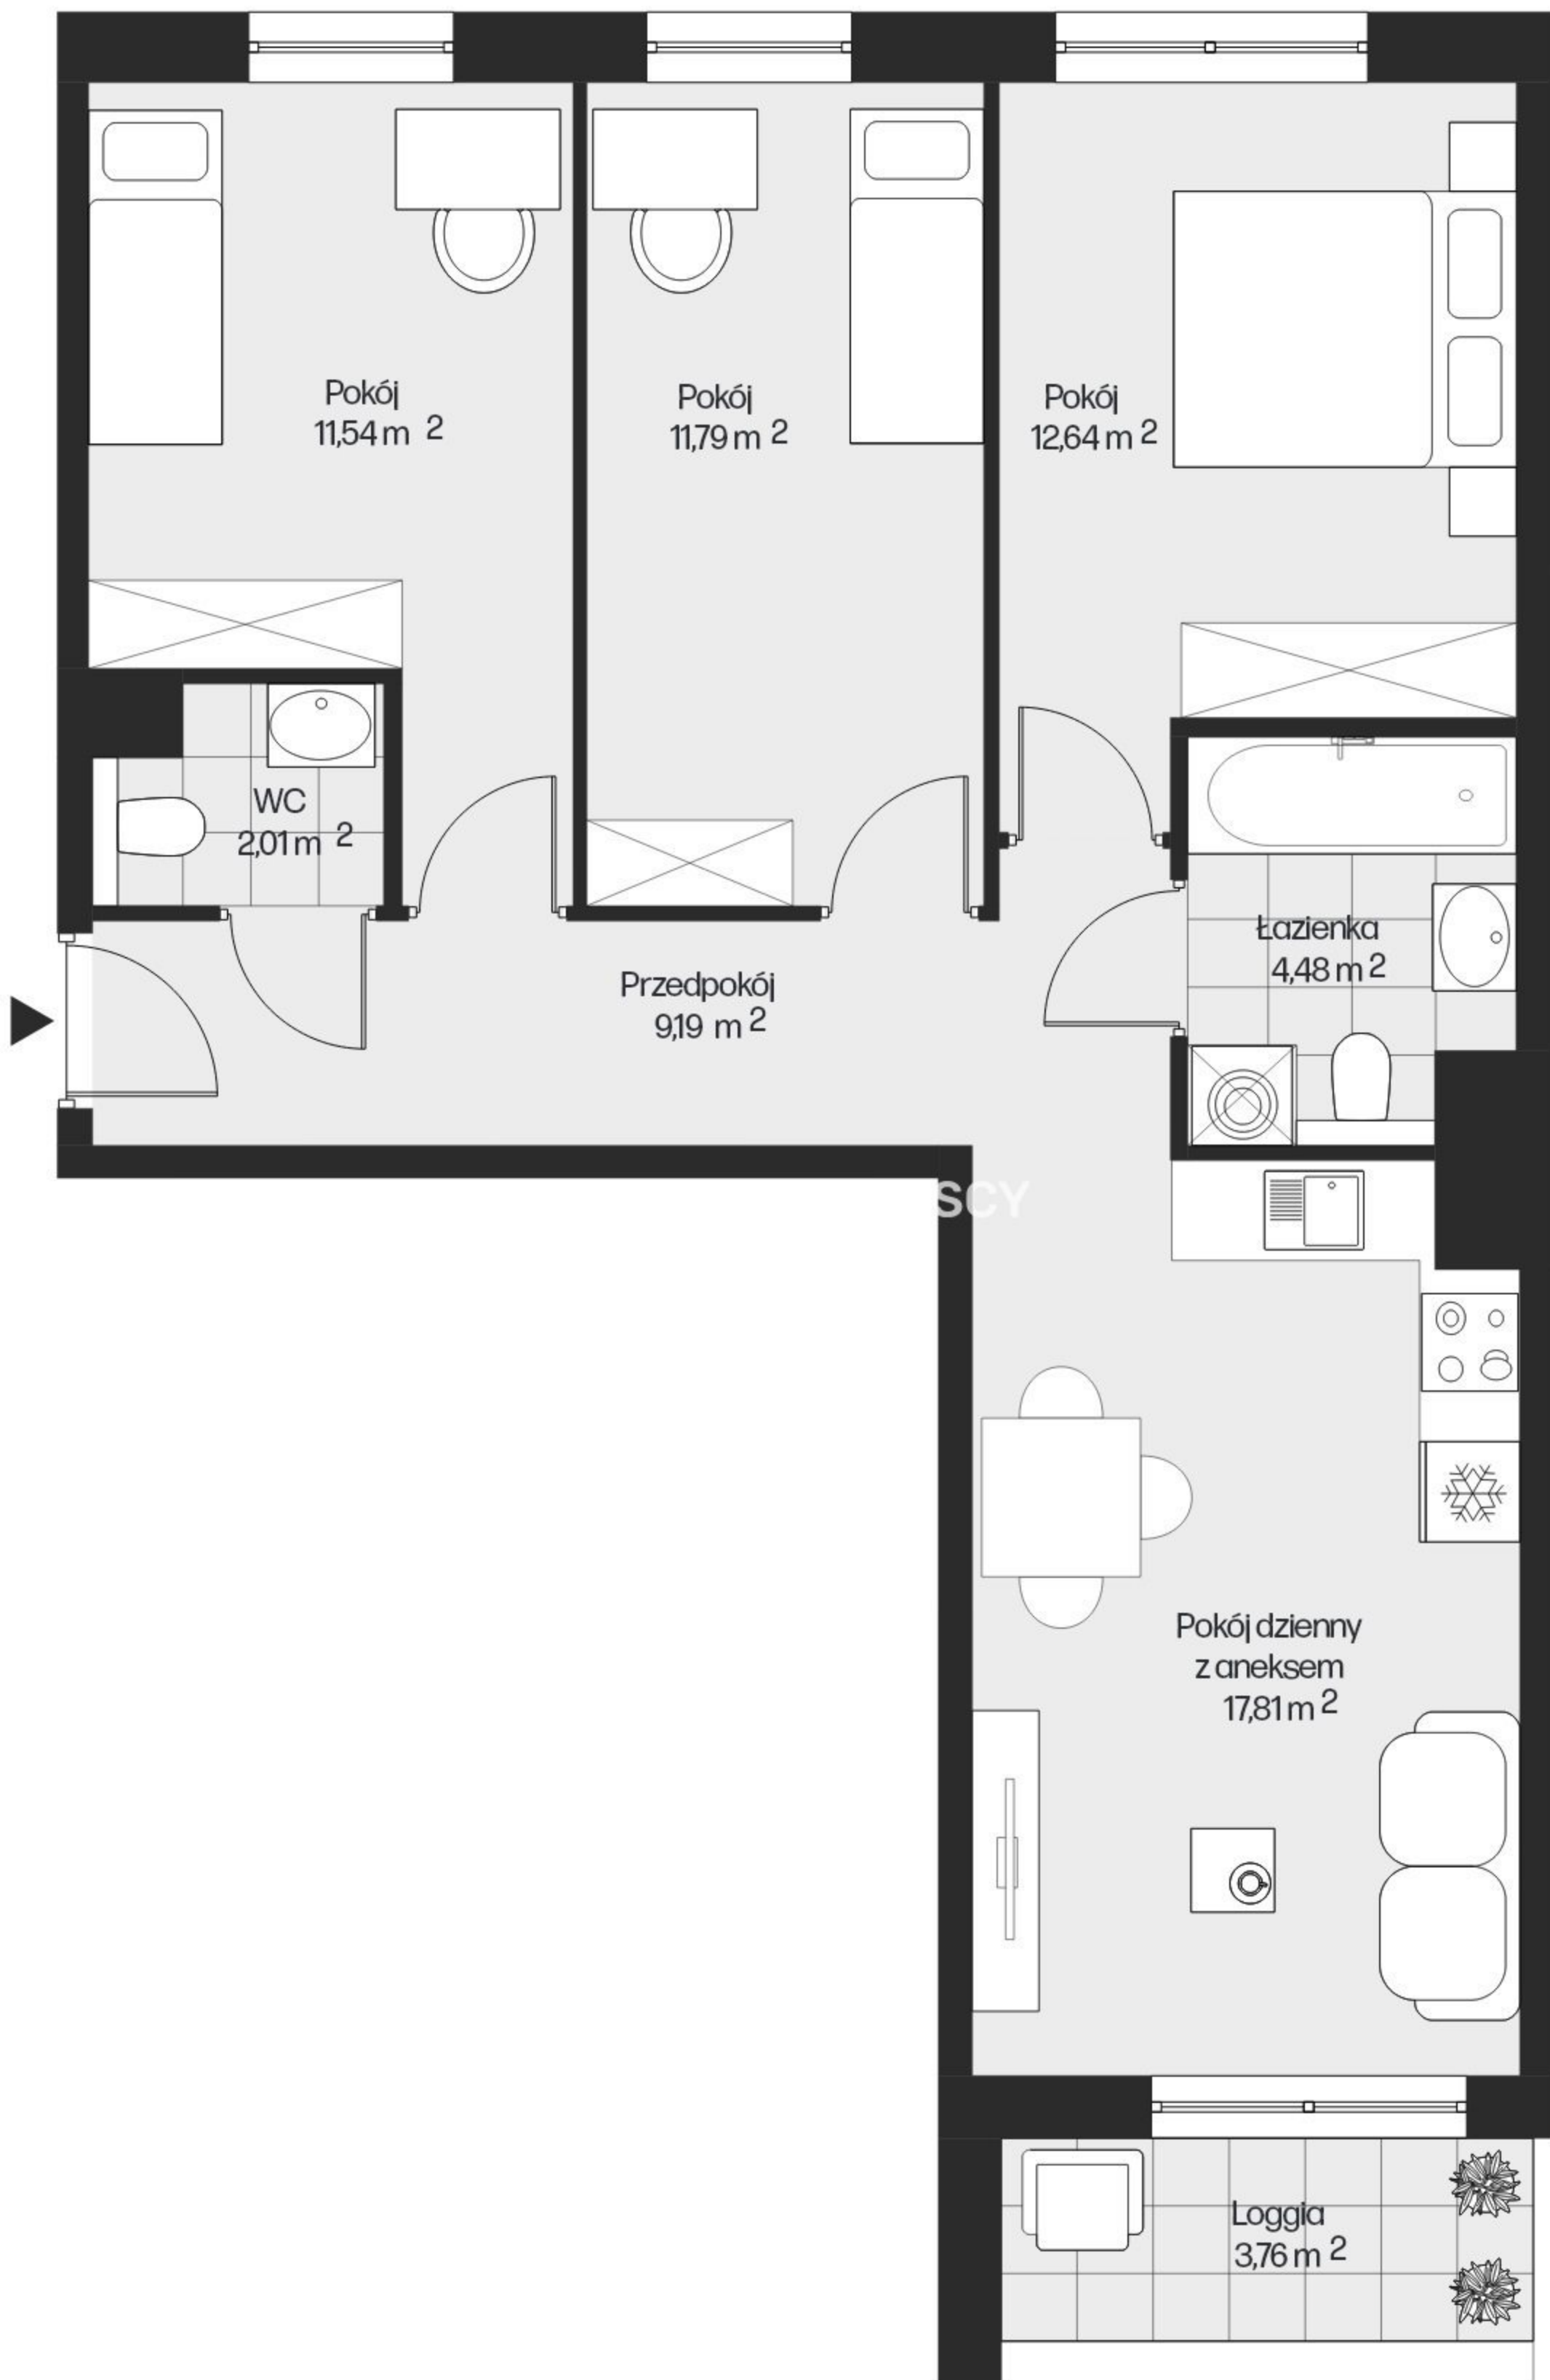 Pokój
11,54 m 2
Pokój
11,79 m 2
Pokój
12,64 m 2
WC
2,01 m 2
Łazienka
4,48 m 2
Przedpokój
9,19 m 2
SCY
Pokój dzienny
z aneksem
17,81 m 2
Loggia
3,76 m 2